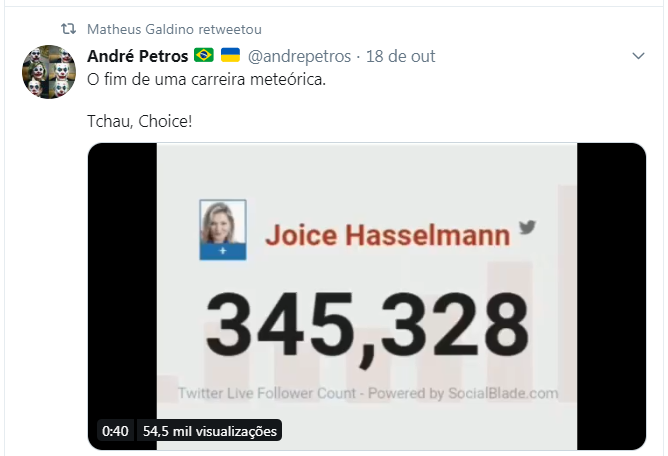 Matheus Galdino retweetou
André Petros 🇧🇷 🇺🇦 @andrepetros · 18 de out
O fim de uma carreira meteórica.
Tchau, Choice!
Joice Hasselmann
345,328
Twitter Live Follower Count - Powered by SocialBlade.com
0:40 54,5 mil visualizações